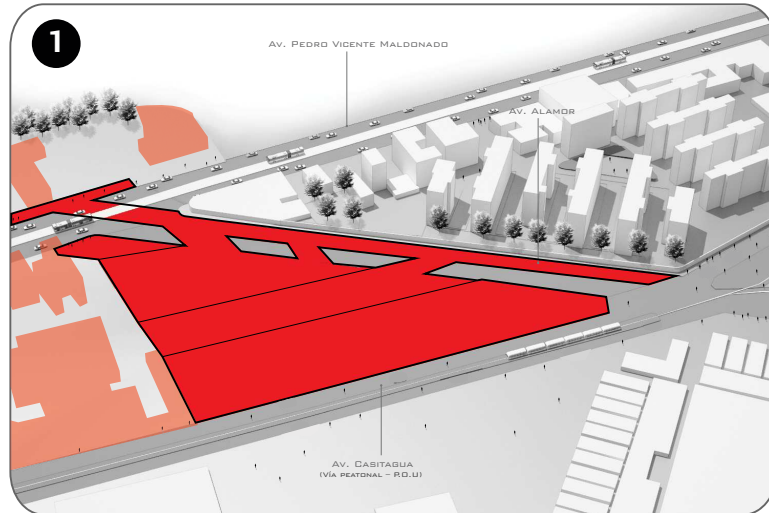 1
Av. Pedro Vicente Maldonado
Av. Alamor
Av. Casitagua
(Vía peatonal - P.O.U)